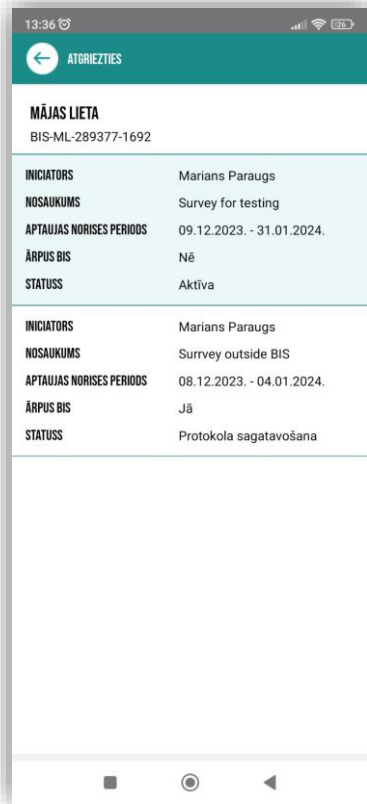 13:36 26
ATGRIEZTIES
MĀJAS LIETA
BIS-ML-289377-1692
INICIATORS Marians Paraugs
NOSAUKUMS Survey for testing
APTAUJAS NORISES PERIODS 09.12.2023. - 31.01.2024.
ĀRPUS BIS Nē
STATUSS Aktīva
INICIATORS Marians Paraugs
NOSAUKUMS Surrvey outside BIS
APTAUJAS NORISES PERIODS 08.12.2023. - 04.01.2024.
ĀRPUS BIS Jā
STATUSS Protokola sagatavošana